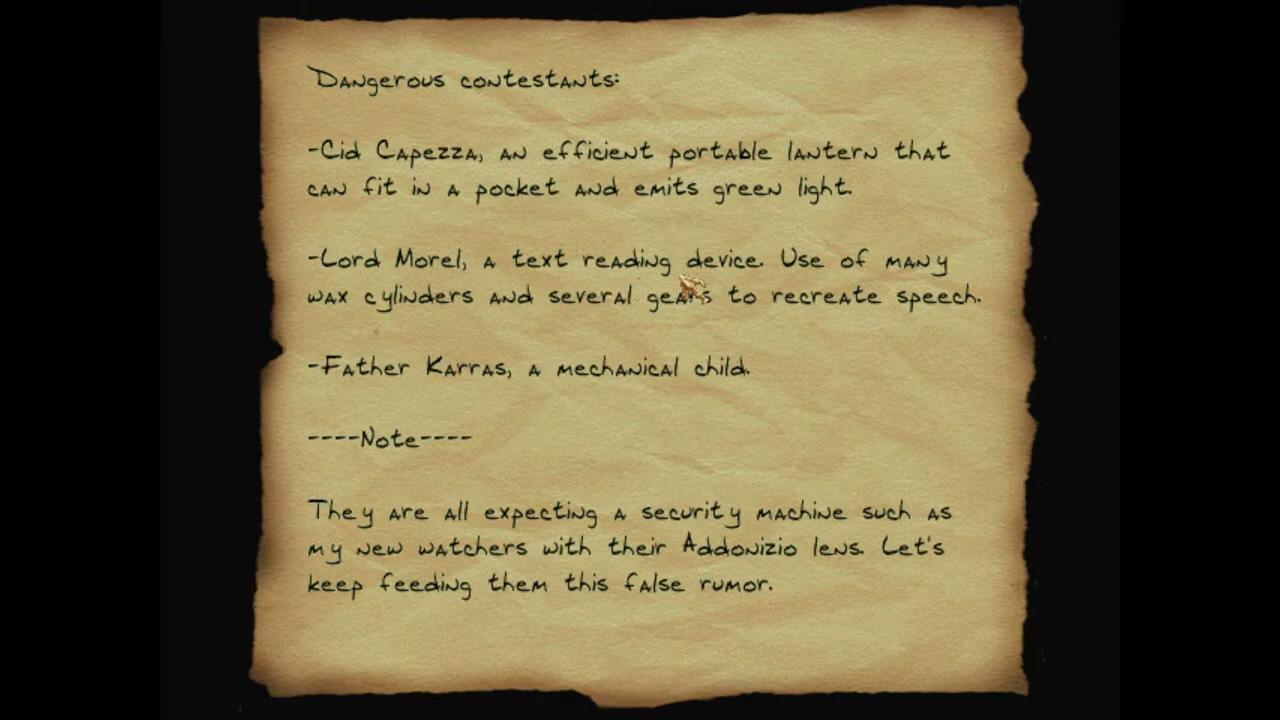 Dangerous contestants:
-Cid Capezza, an efficient portable lantern that
can fit in a pocket and emits green light.
-Lord Morel, a text reading device. Use of many
wax cylinders and several gears to recreate speech.
-Father Karras, a mechanical child.
----Note----
They are all expecting a security machine such as
my new watchers with their Addonizio lens. Let's
keep feeding them this false rumor.